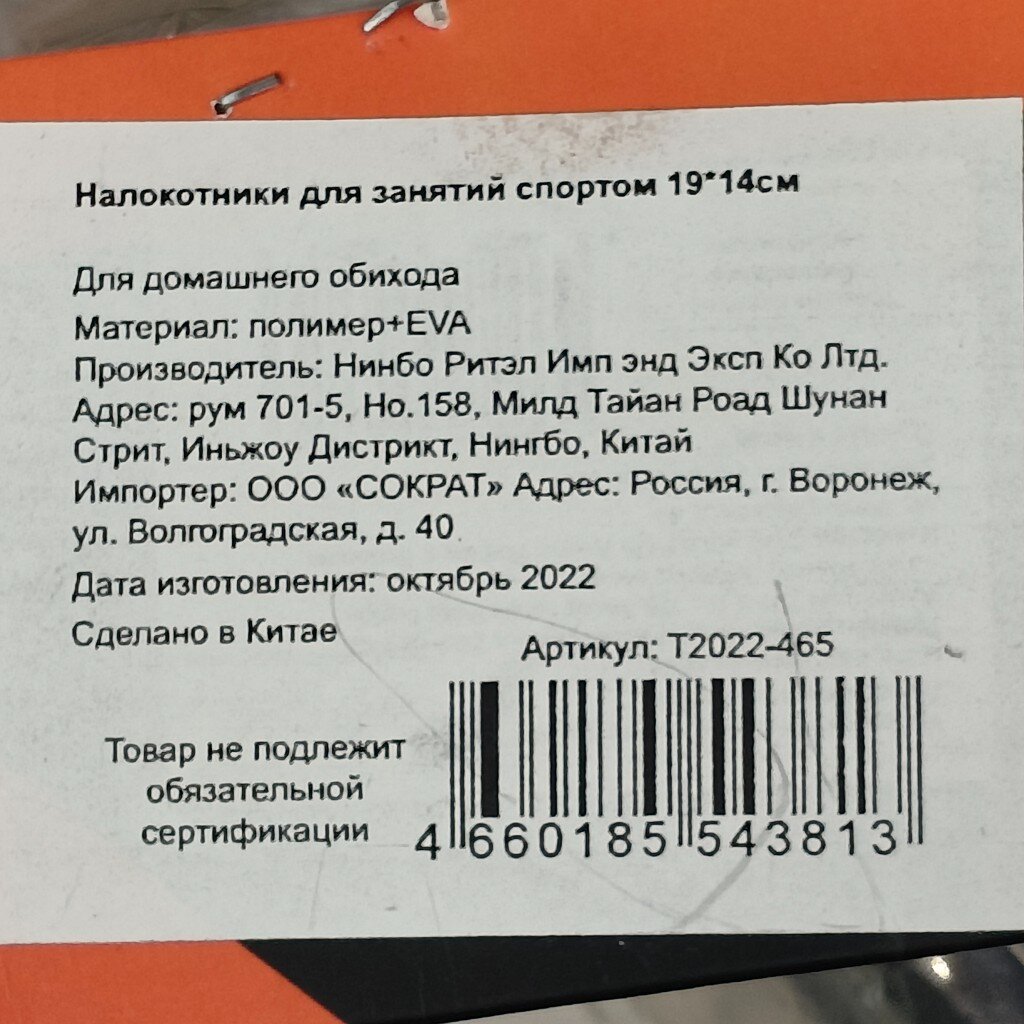 Налокотники для занятий спортом 19*14см
Для домашнего обихода
Материал: полимер+EVA
Производитель: Нинбо Ритэл Имп энд Эксп Ко Лтд.
Адрес: рум 701-5, Но.158, Милд Тайан Роад Шунан
Стрит, Иньжоу Дистрикт, Нингбо, Китай
Импортер: ООО «СОКРАТ» Адрес: Россия, г. Воронеж,
ул. Волгоградская, д. 40
Дата изготовления: октябрь 2022
Сделано в Китае
Артикул: Т2022-465
Товар не подлежит
обязательной
сертификации
4 660185 543813